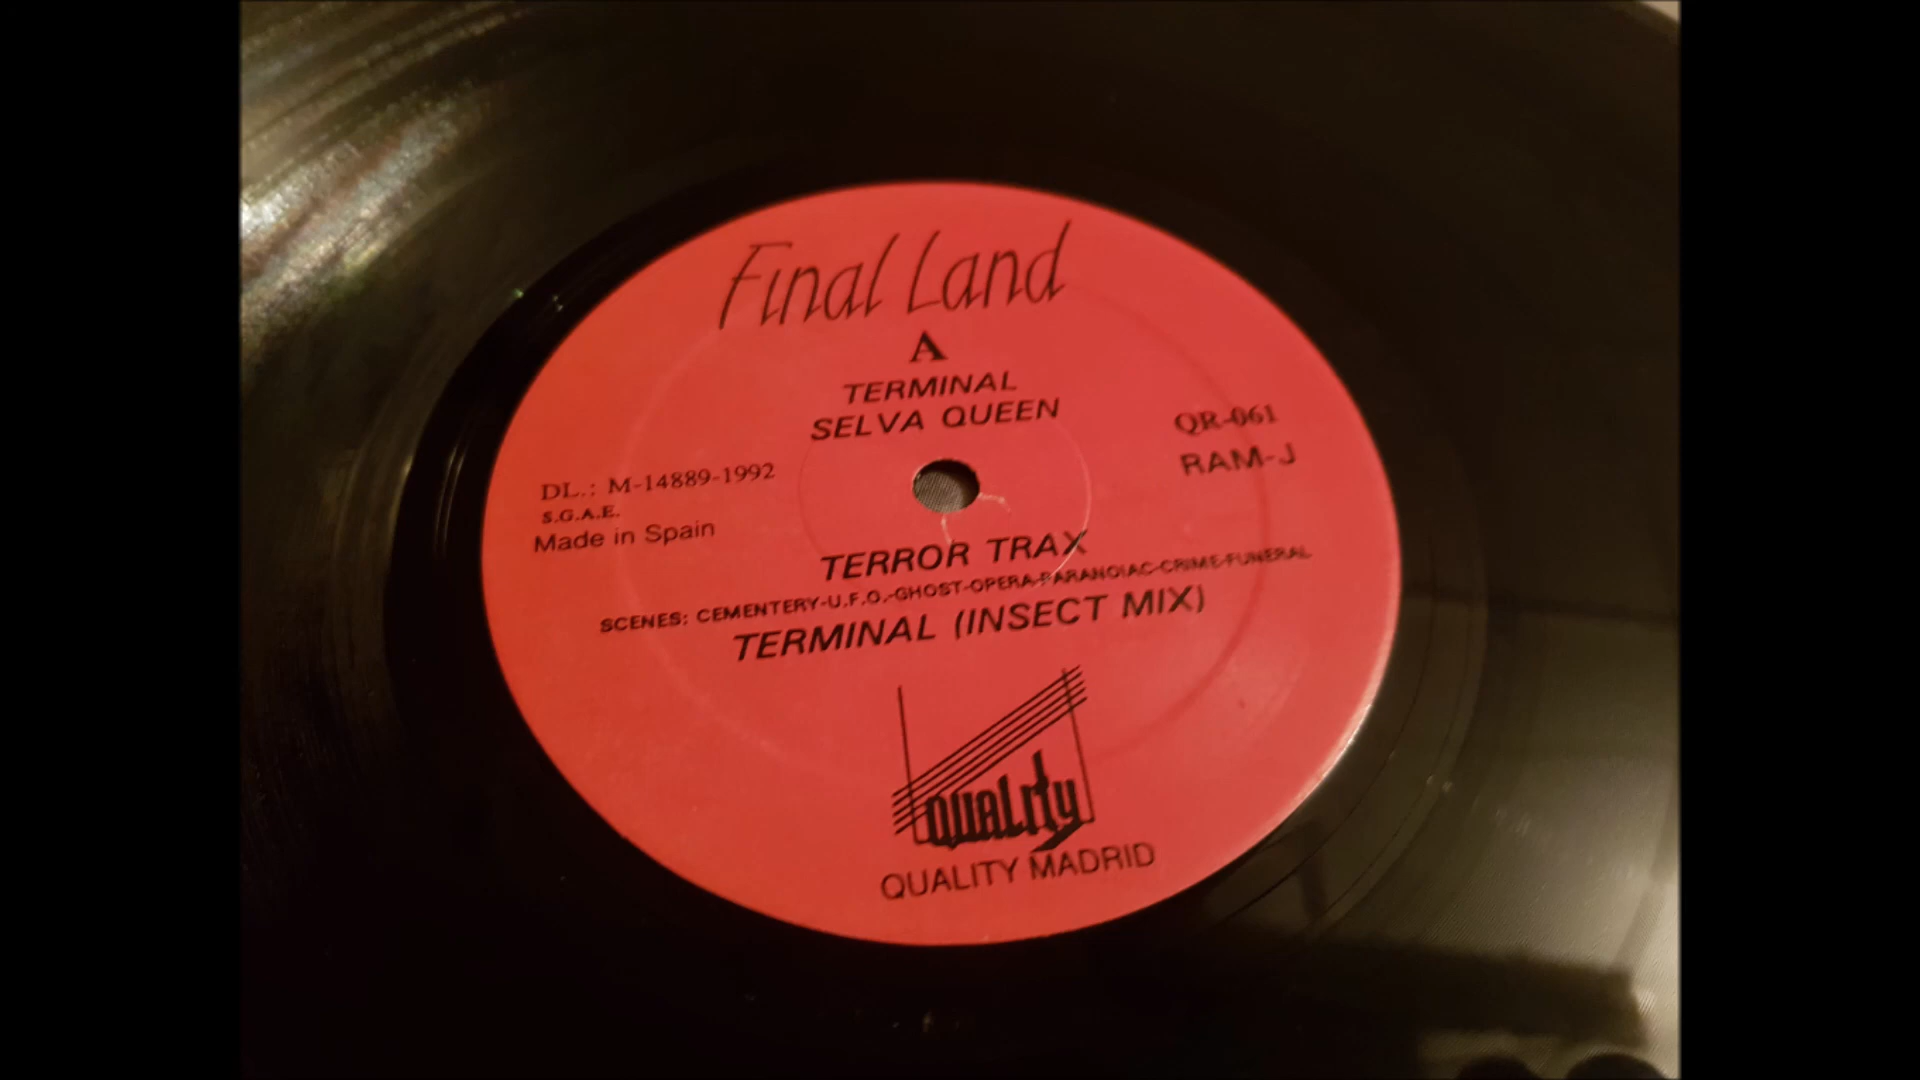 Final Land
A
TERMINAL
SELVA QUEEN
QR-061
RAM-J
DL.: M-14889-1992
S.G.A.E.
Made in Spain
TERROR TRAX
SCENES: CEMENTERY-U.F.O.-GHOST-OPERA-PARANOIAC-CRIME-FUNERAL
TERMINAL (INSECT MIX)
QUALITY
QUALITY MADRID